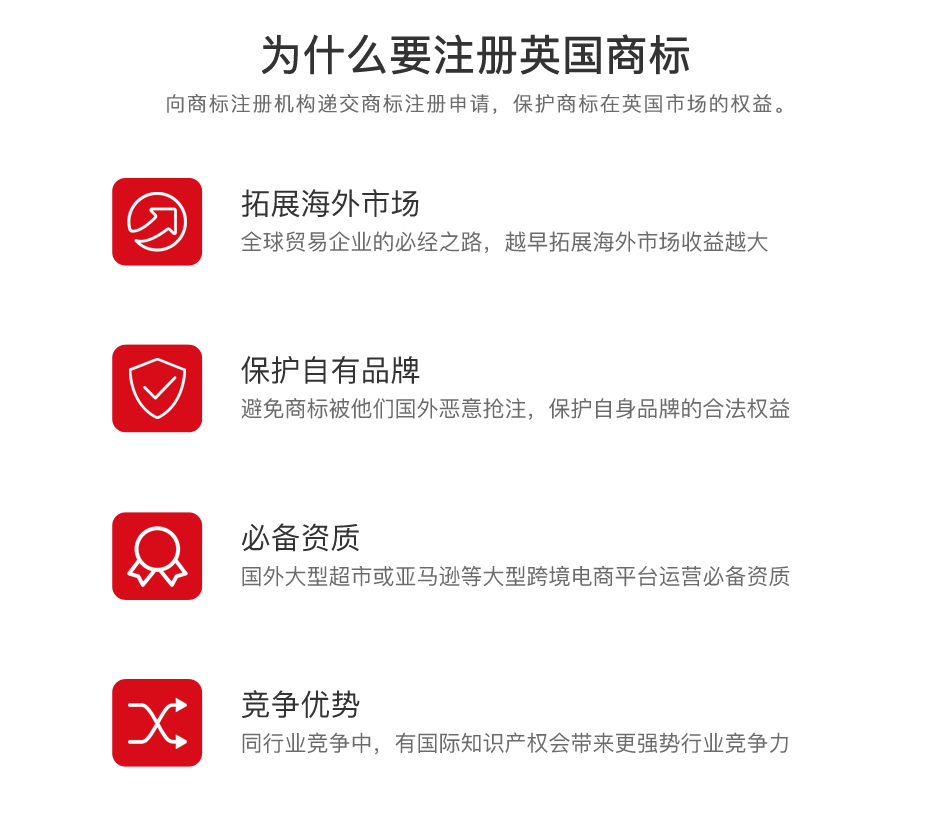 为什么要注册英国商标
向商标注册机构递交商标注册申请，保护商标在英国市场的权益。
拓展海外市场
全球贸易企业的必经之路，越早拓展海外市场收益越大
保护自有品牌
避免商标被他们国外恶意抢注，保护自身品牌的合法权益
必备资质
国外大型超市或亚马逊等大型跨境电商平台运营必备资质
竞争优势
同行业竞争中，有国际知识产权会带来更强势行业竞争力